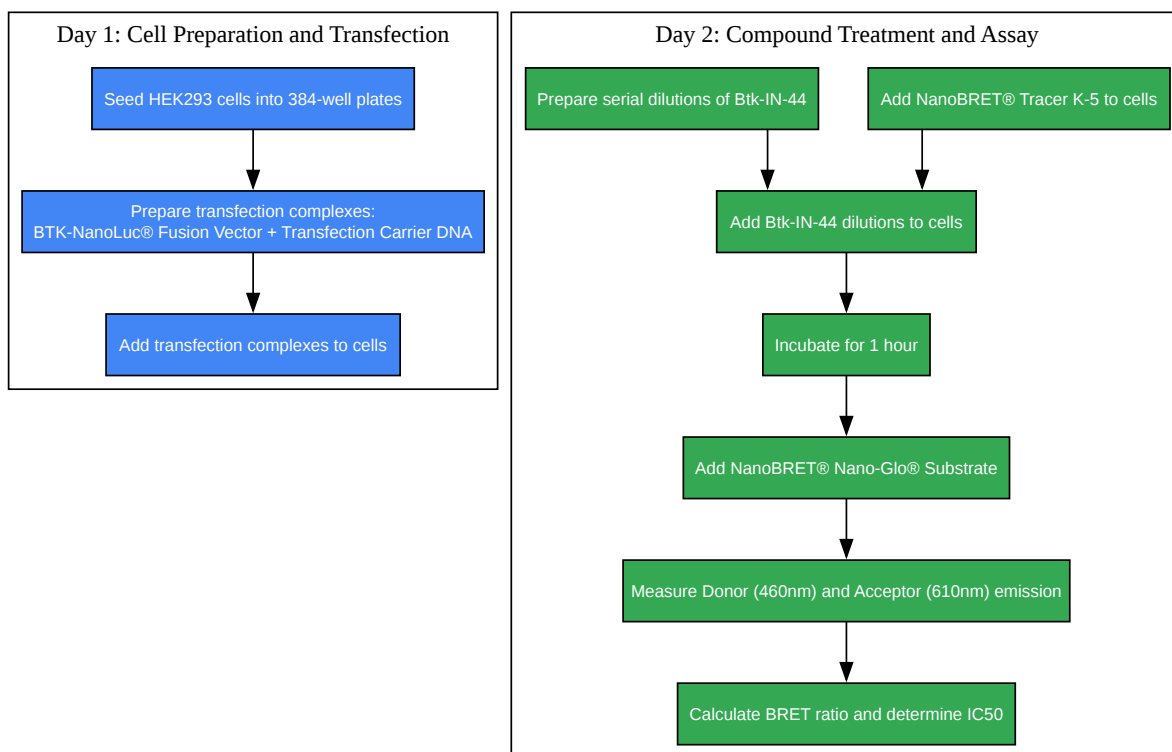 Day 1: Cell Preparation and Transfection
Seed HEK293 cells into 384-well plates
Prepare transfection complexes:
BTK-NanoLuc® Fusion Vector + Transfection Carrier DNA
Add transfection complexes to cells
Day 2: Compound Treatment and Assay
Prepare serial dilutions of Btk-IN-44
Add NanoBRET® Tracer K-5 to cells
Add Btk-IN-44 dilutions to cells
Incubate for 1 hour
Add NanoBRET® Nano-Glo® Substrate
Measure Donor (460nm) and Acceptor (610nm) emission
Calculate BRET ratio and determine IC50